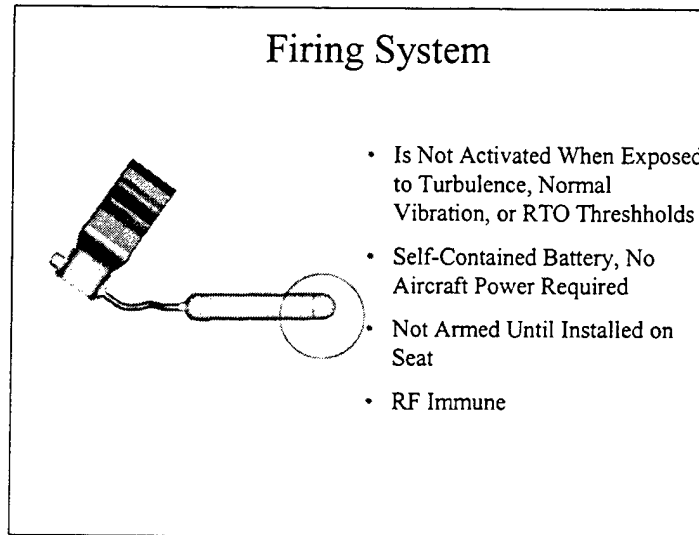 Firing System
• Is Not Activated When Exposed
to Turbulence, Normal
Vibration, or RTO Threshholds
• Self-Contained Battery, No
Aircraft Power Required
• Not Armed Until Installed on
Seat
• RF Immune